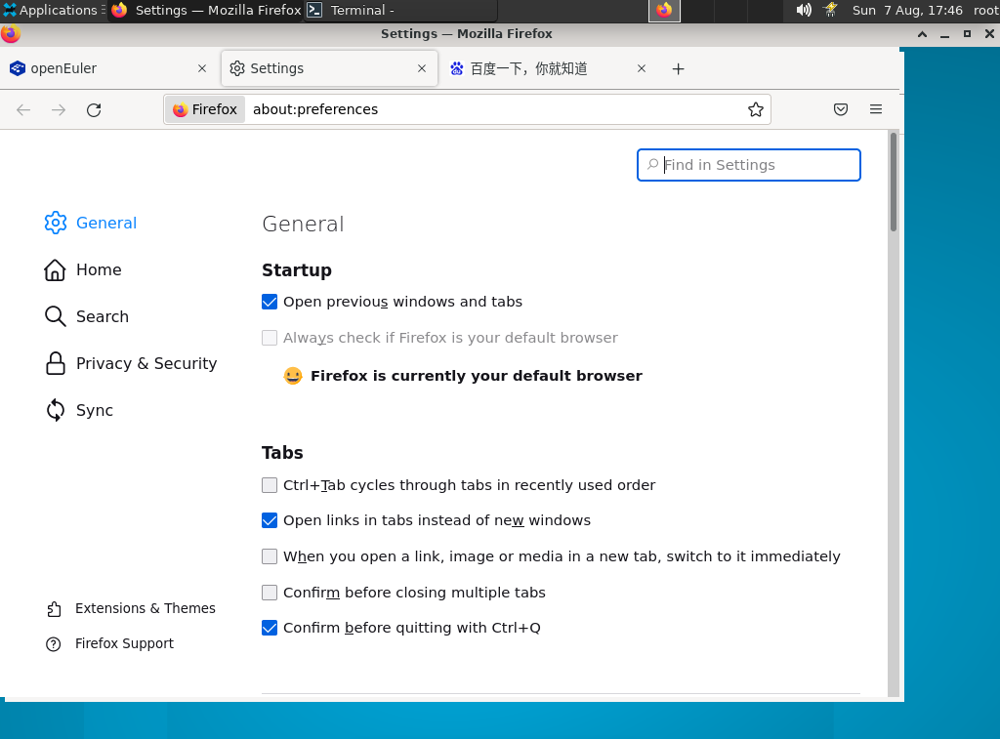 Applications Settings — Mozilla Firefox Terminal - Sun 7 Aug, 17:46 root
Settings — Mozilla Firefox
openEuler Settings 百度一下，你就知道
Firefox about:preferences
Find in Settings
General
General
Startup
Home
Open previous windows and tabs
Search
Always check if Firefox is your default browser
Privacy & Security
Firefox is currently your default browser
Sync
Tabs
Ctrl+Tab cycles through tabs in recently used order
Open links in tabs instead of new windows
When you open a link, image or media in a new tab, switch to it immediately
Confirm before closing multiple tabs
Extensions & Themes
Confirm before quitting with Ctrl+Q
Firefox Support